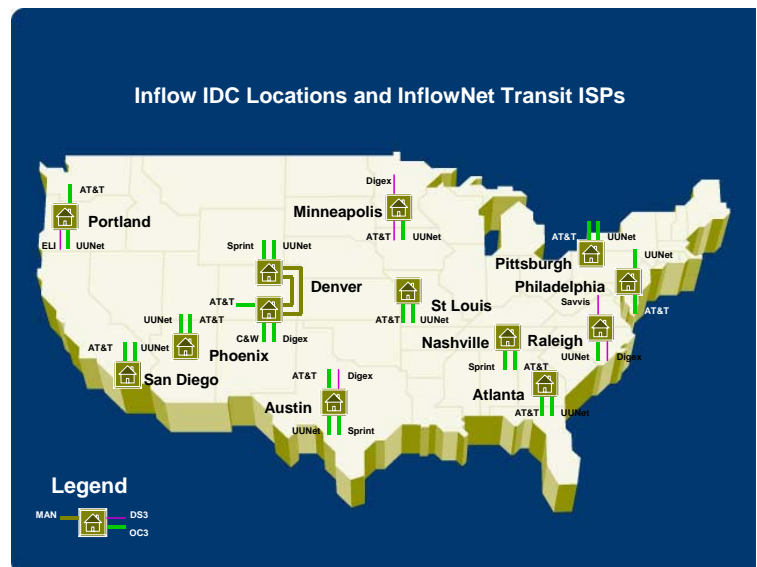 Inflow IDC Locations and InflowNet Transit ISPs
AT&T
Portland
ELI UUNet
Digex
Minneapolis
AT&T UUNet
Sprint UUNet
Denver
AT&T
C&W Digex
AT&T UUNet
Pittsburgh
UUNet
Philadelphia
AT&T
St Louis
AT&T UUNet
Savvis
Raleigh
UUNet Digex
Nashville
Sprint AT&T
UUNet AT&T
Phoenix
AT&T UUNet
San Diego
AT&T Digex
Austin
UUNet Sprint
Atlanta
AT&T UUNet
Legend
MAN DS3
OC3